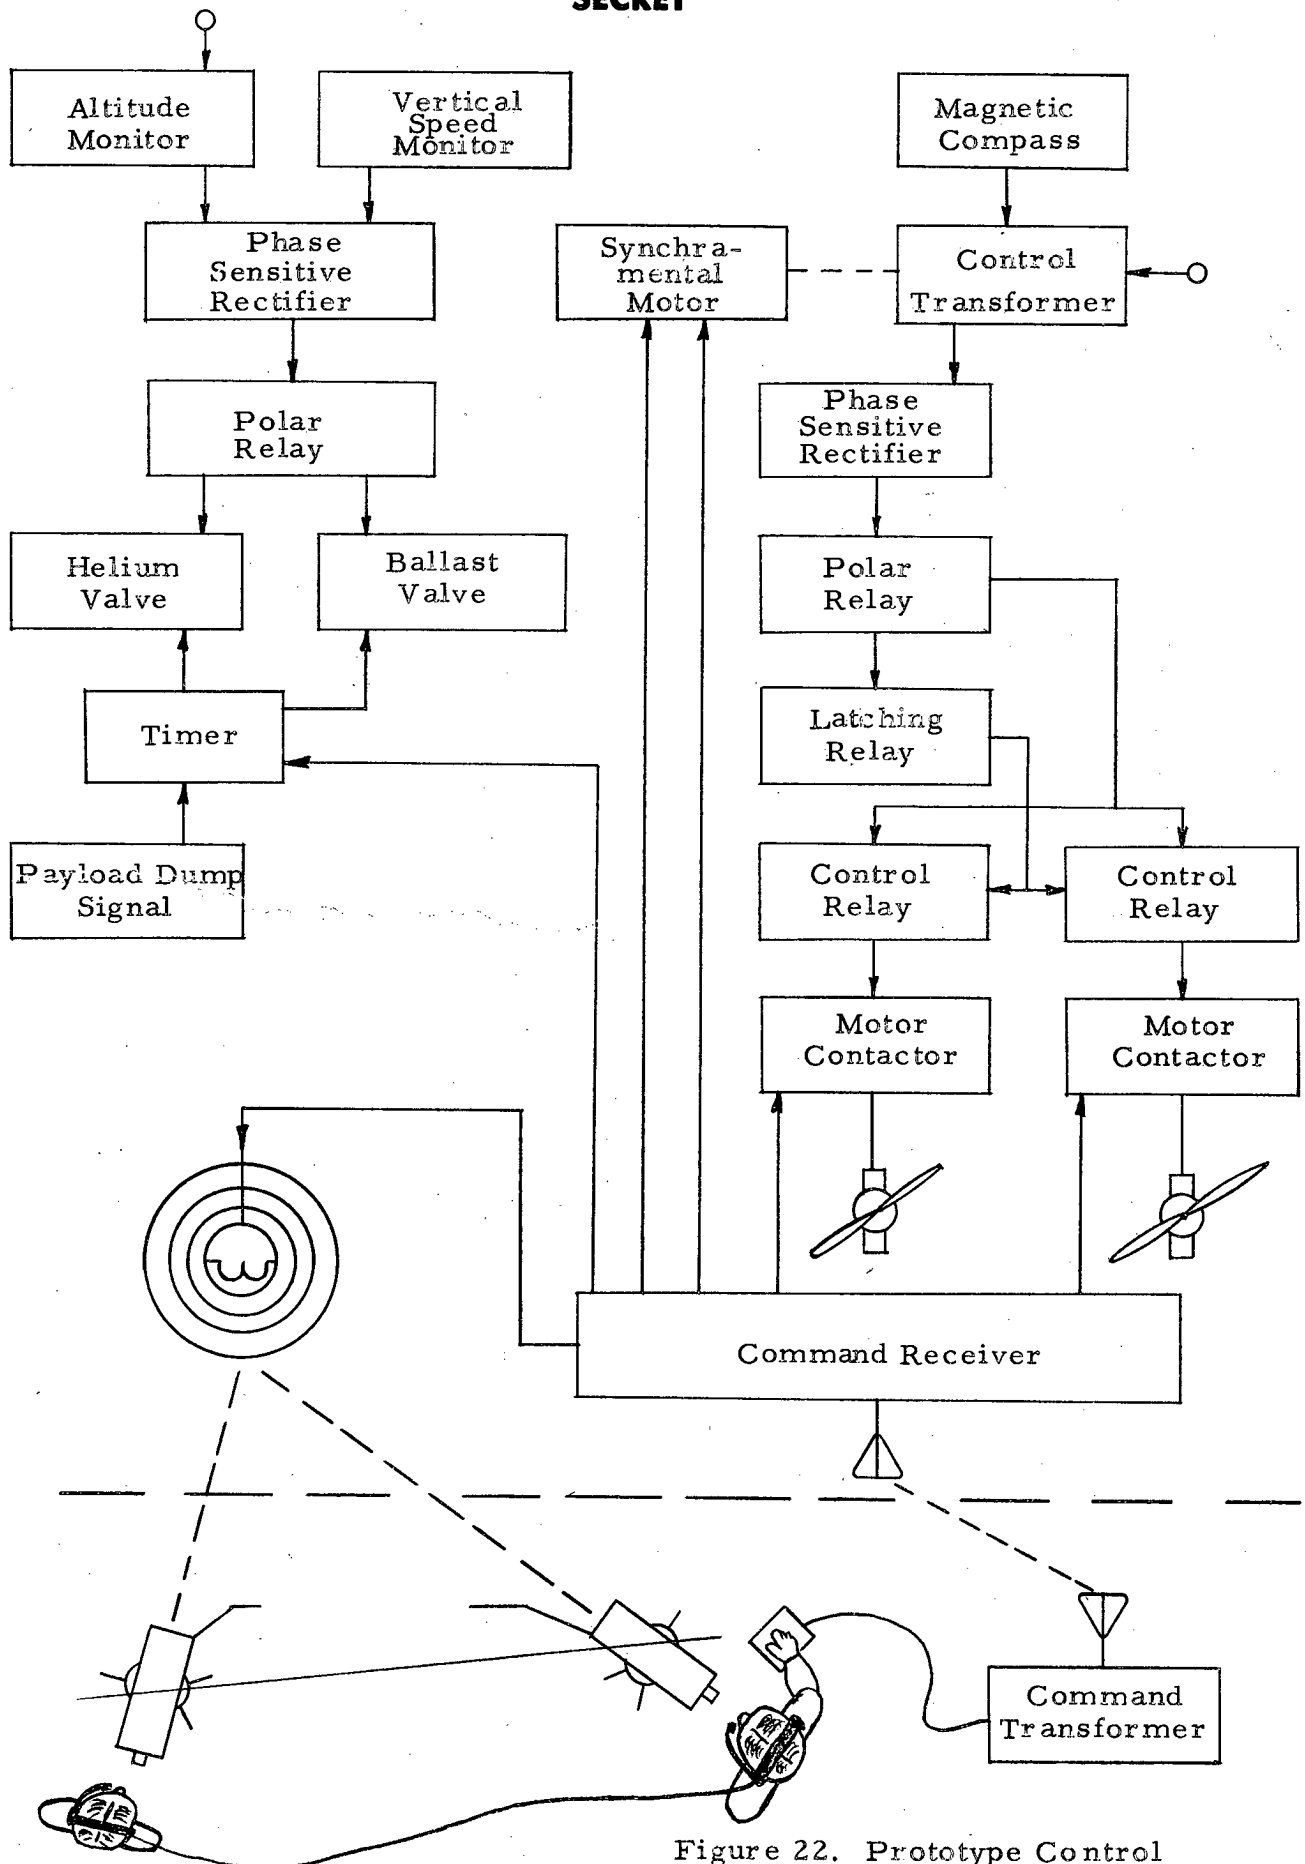 SECRET
Altitude
Monitor
Vertical
Speed
Monitor
Magnetic
Compass
Phase
Sensitive
Rectifier
Synchra-
mental
Motor
Control
Transformer
Polar
Relay
Phase
Sensitive
Rectifier
Helium
Valve
Ballast
Valve
Polar
Relay
Timer
Latching
Relay
Payload Dump
Signal
Control
Relay
Control
Relay
Motor
Contactor
Motor
Contactor
Command Receiver
Command
Transformer
Figure 22. Prototype Control